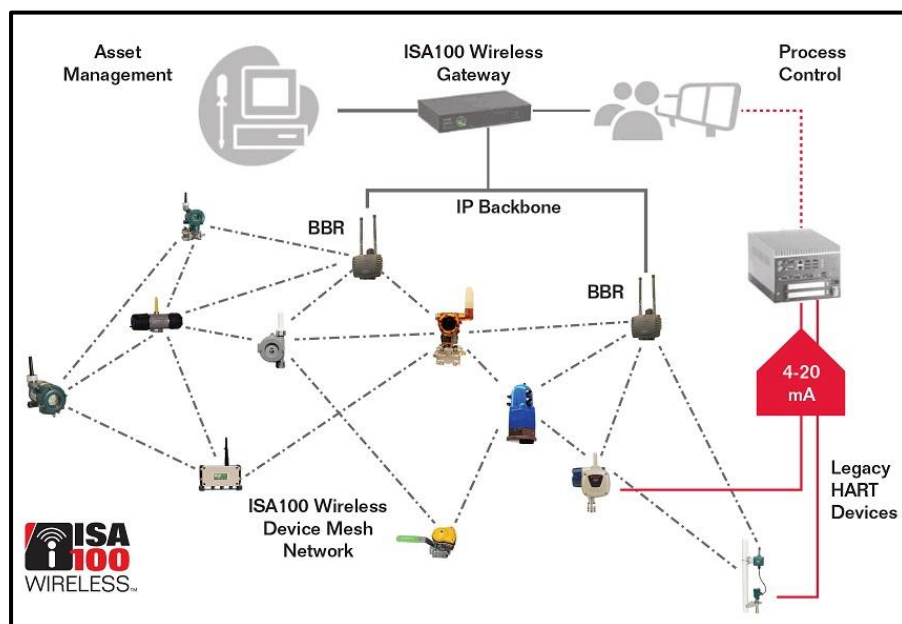 Asset
Management
ISA100 Wireless
Gateway
Process
Control
IP Backbone
BBR
BBR
4-20
mA
Legacy
HART
Devices
ISA100 Wireless
Device Mesh
Network
ISA
100
WIRELESS™